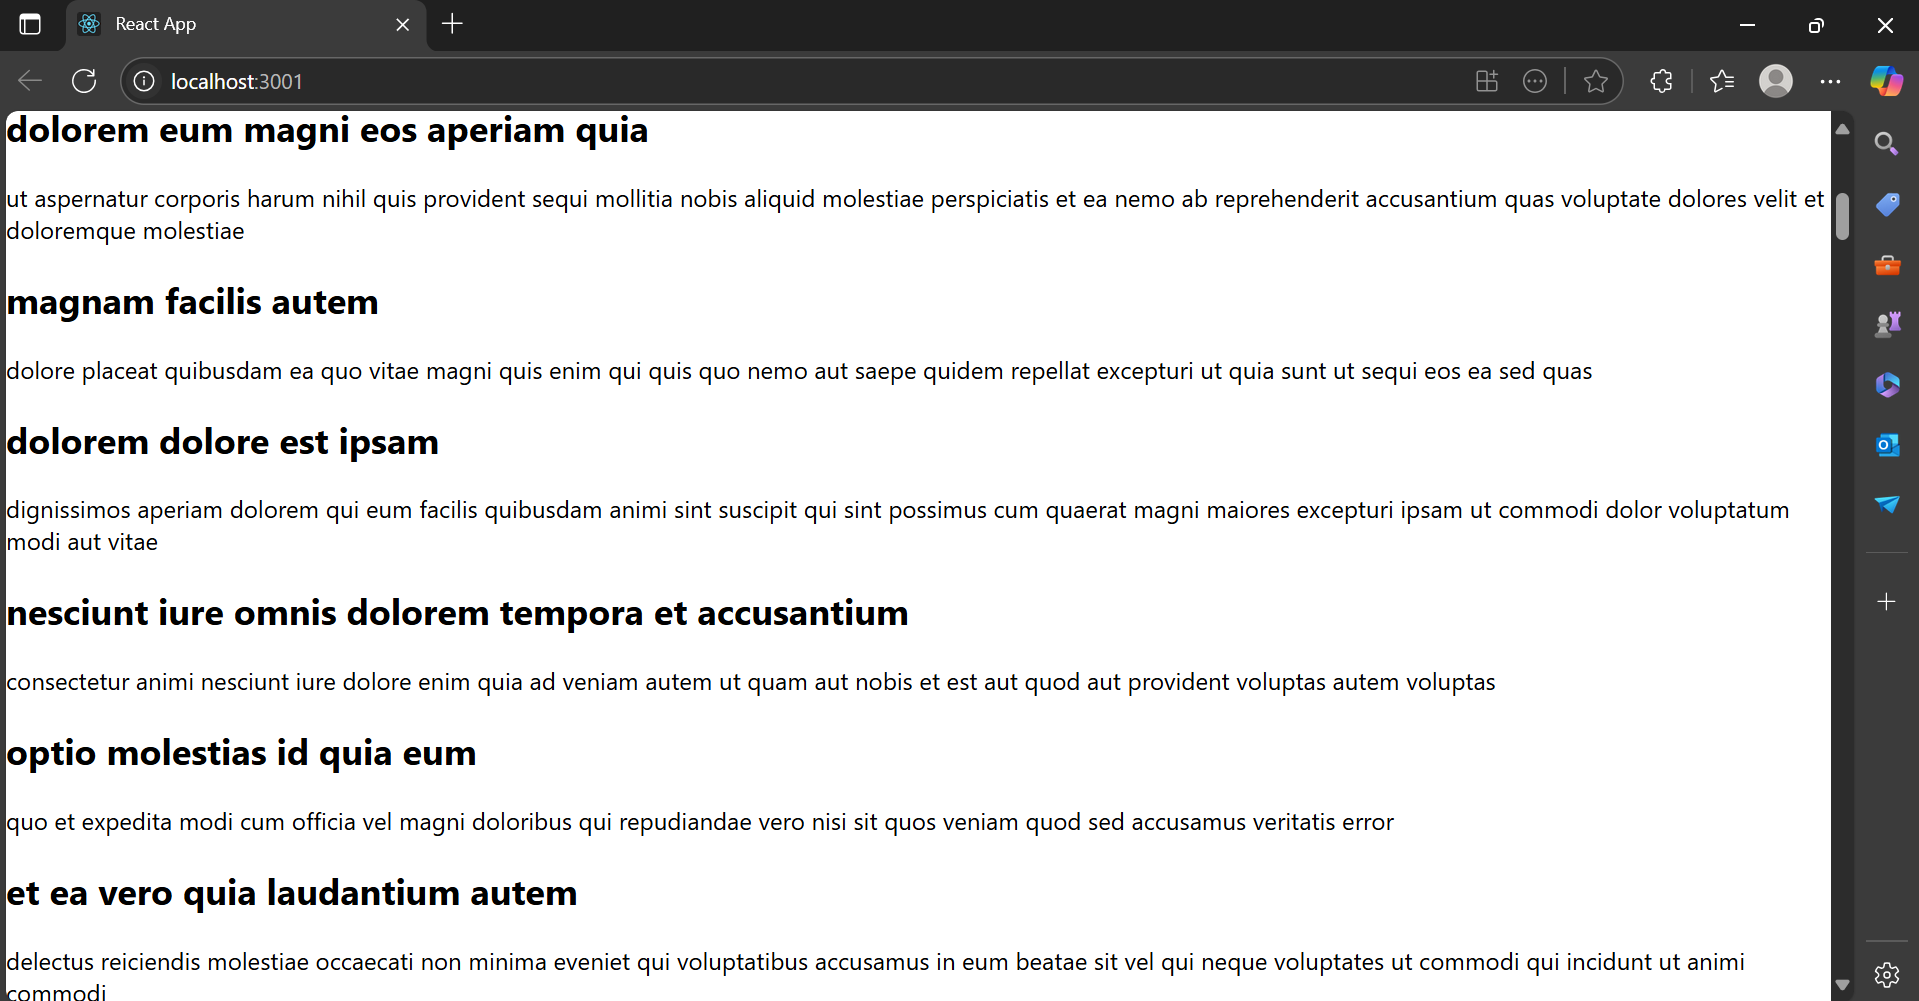 React App
localhost:3001
dolorem eum magni eos aperiam quia
ut aspernatur corporis harum nihil quis provident sequi mollitia nobis aliquid molestiae perspiciatis et ea nemo ab reprehenderit accusantium quas voluptate dolores velit et
doloremque molestiae
magnam facilis autem
dolore placeat quibusdam ea quo vitae magni quis enim qui quis quo nemo aut saepe quidem repellat excepturi ut quia sunt ut sequi eos ea sed quas
dolorem dolore est ipsam
dignissimos aperiam dolorem qui eum facilis quibusdam animi sint suscipit qui sint possimus cum quaerat magni maiores excepturi ipsam ut commodi dolor voluptatum
modi aut vitae
nesciunt iure omnis dolorem tempora et accusantium
consectetur animi nesciunt iure dolore enim quia ad veniam autem ut quam aut nobis et est aut quod aut provident voluptas autem voluptas
optio molestias id quia eum
quo et expedita modi cum officia vel magni doloribus qui repudiandae vero nisi sit quos veniam quod sed accusamus veritatis error
et ea vero quia laudantium autem
delectus reiciendis molestiae occaecati non minima eveniet qui voluptatibus accusamus in eum beatae sit vel qui neque voluptates ut commodi qui incidunt ut animi
commodi